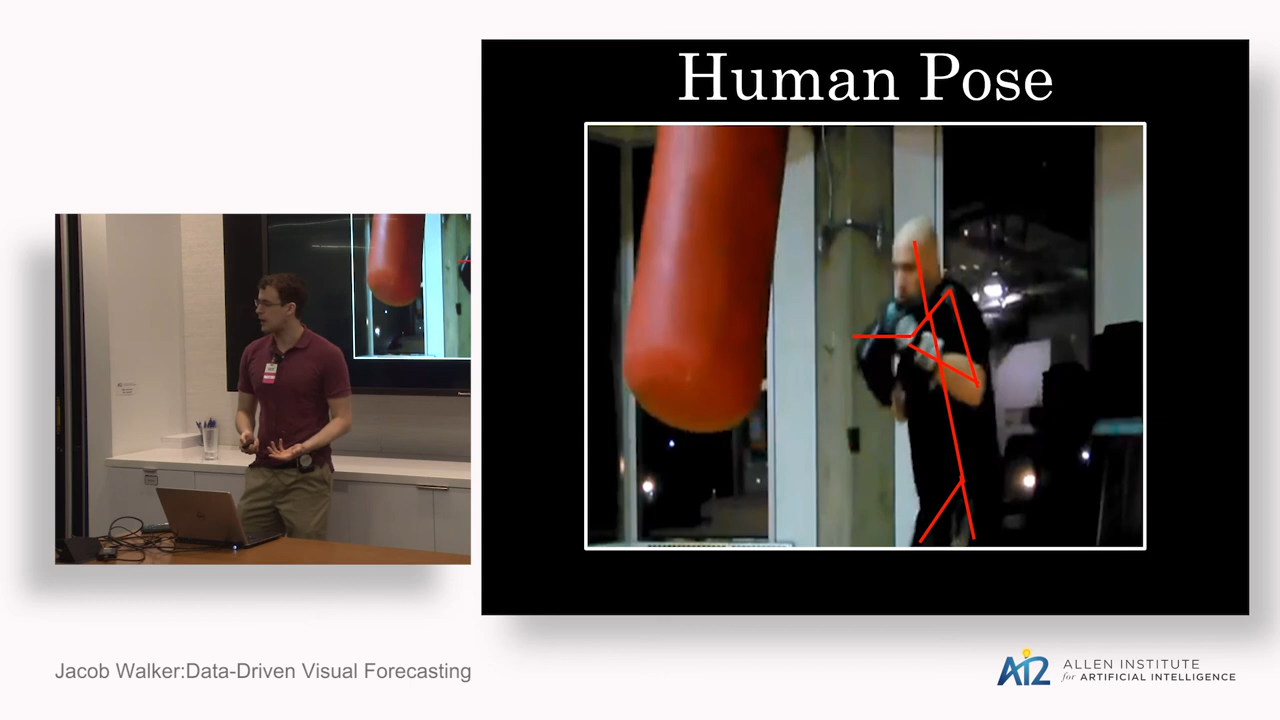 Human Pose
Jacob Walker:Data-Driven Visual Forecasting
AI2
ALLEN INSTITUTE
for ARTIFICIAL INTELLIGENCE